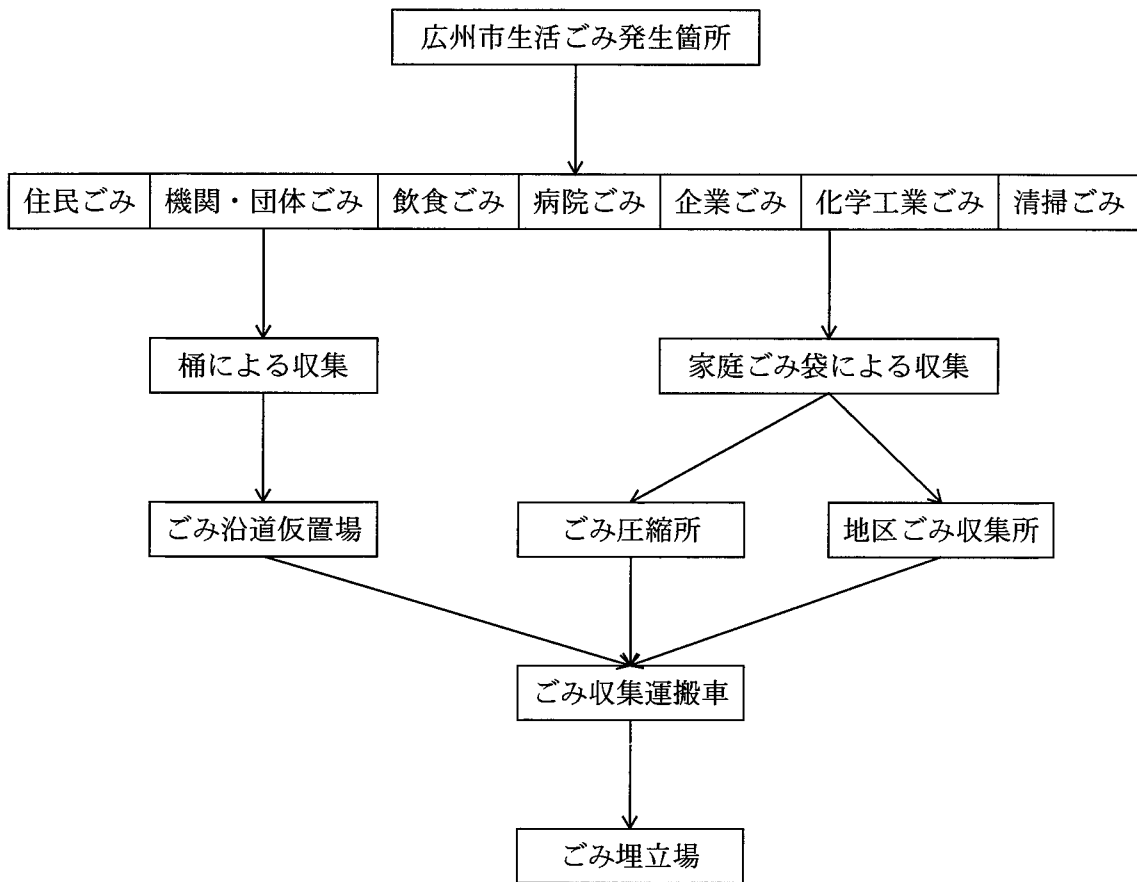 広州市生活ごみ発生箇所
住民ごみ
機関・団体ごみ
飲食ごみ
病院ごみ
企業ごみ
化学工業ごみ
清掃ごみ
桶による収集
家庭ごみ袋による収集
ごみ沿道仮置場
ごみ圧縮所
地区ごみ収集所
ごみ収集運搬車
ごみ埋立場